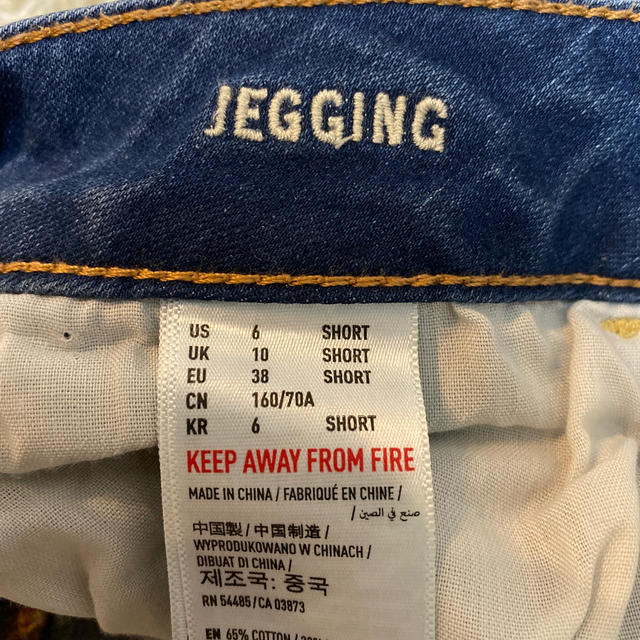 JEGGING
US 6 SHORT
UK 10 SHORT
EU 38 SHORT
CN 160/70A
KR 6 SHORT
KEEP AWAY FROM FIRE
MADE IN CHINA / FABRIQUÉ EN CHINE /
صنع في الصين /
中国製 / 中国制造 /
WYPRODUKOWANO W CHINACH /
DIBUAT DI CHINA /
제조국: 중국
RN 54485 / CA 03873
EN 65% COTTON /